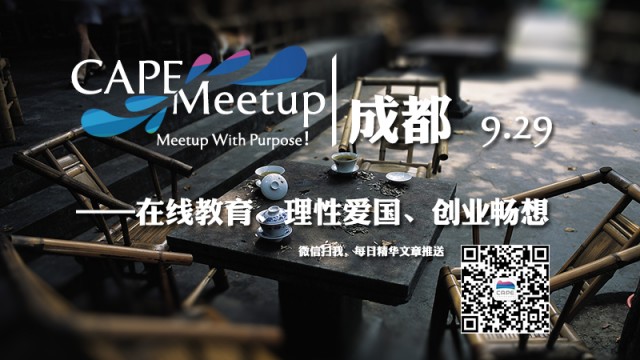 CAPE
Meetup
Meetup With Purpose!
成都 9.29
——在线教育、理性爱国、创业畅想
微信扫我，每日精华文章推送
CAPE